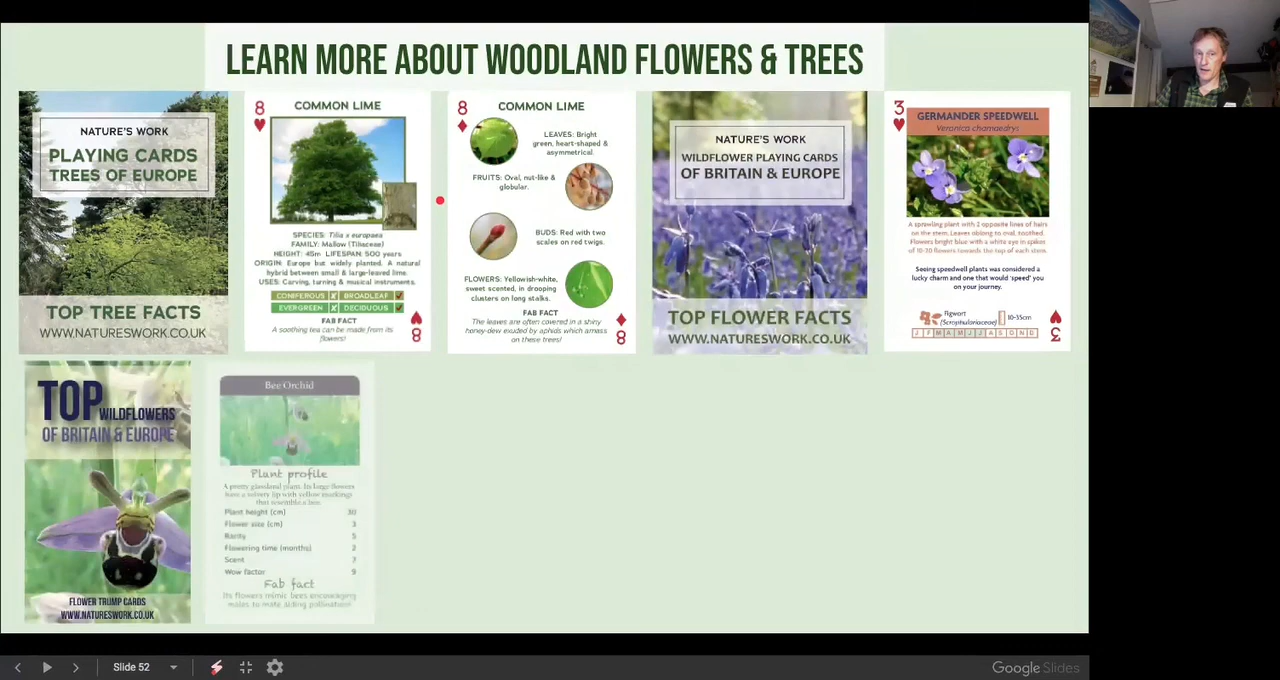 LEARN MORE ABOUT WOODLAND FLOWERS & TREES
NATURE'S WORK
PLAYING CARDS
TREES OF EUROPE
TOP TREE FACTS
WWW.NATURESWORK.CO.UK
8
COMMON LIME
SPECIES: Tilia x europaea
FAMILY: Mallow (Tiliaceae)
HEIGHT: 45m LIFESPAN: 500 years
ORIGIN: Europe but widely planted. A natural
hybrid between small & large-leaved lime.
USES: Carving, turning & musical instruments.
CONIFEROUS X BROADLEAF ✓
EVERGREEN X DECIDUOUS ✓
FAB FACT
A soothing tea can be made from its
flowers!
8
8
COMMON LIME
LEAVES: Bright
green, heart-shaped &
asymmetrical.
FRUITS: Oval, nut-like &
globular.
BUDS: Red with two
scales on red twigs.
FLOWERS: Yellowish-white,
sweet scented, in drooping
clusters on long stalks.
FAB FACT
The leaves are often covered in a shiny
honey-dew exuded by aphids which amass
on these trees!
8
NATURE'S WORK
WILDFLOWER PLAYING CARDS
OF BRITAIN & EUROPE
TOP FLOWER FACTS
WWW.NATURESWORK.CO.UK
3
GERMANDER SPEEDWELL
Veronica chamaedrys
A sprawling plant with 2 opposite lines of hairs
on the stem. Leaves oblong to oval, toothed.
Flowers bright blue with a white eye in spikes
of 10-30 flowers towards the top of each stem.
Seeing speedwell plants was considered a
lucky charm and one that would 'speed' you
on your journey.
Figwort
(Scrophulariaceae)
10-35cm
J F M A M J J A S O N D
3
TOP WILDFLOWERS
OF BRITAIN & EUROPE
FLOWER TRUMP CARDS
WWW.NATURESWORK.CO.UK
Bee Orchid
Plant profile
A pretty grassland plant. Its large flowers
have a velvety lip with yellow markings
that resemble a bee.
Plant height (cm) 30
Flower size (cm) 3
Rarity 5
Flowering time (months) 2
Scent 7
Wow factor 9
Fab fact
Its flowers mimic bees encouraging
males to mate aiding pollination!
Slide 52
Google Slides